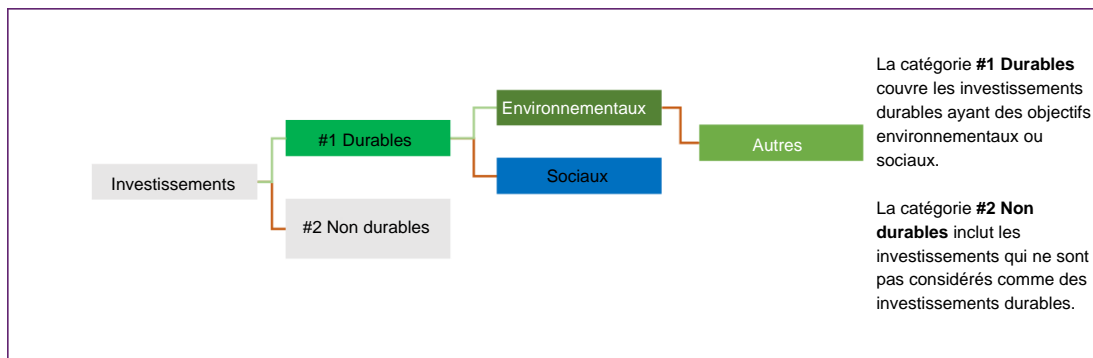 Investissements
#1 Durables
#2 Non durables
Environnementaux
Sociaux
Autres
La catégorie #1 Durables
couvre les investissements
durables ayant des objectifs
environnementaux ou
sociaux.
La catégorie #2 Non
durables inclut les
investissements qui ne sont
pas considérés comme des
investissements durables.